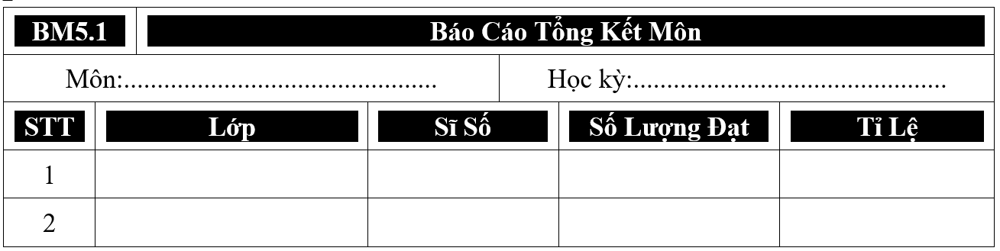 BM5.1 Báo Cáo Tổng Kết Môn
Môn:............................................... Học kỳ:...............................................
STT Lớp Sĩ Số Số Lượng Đạt Tỉ Lệ
1
2